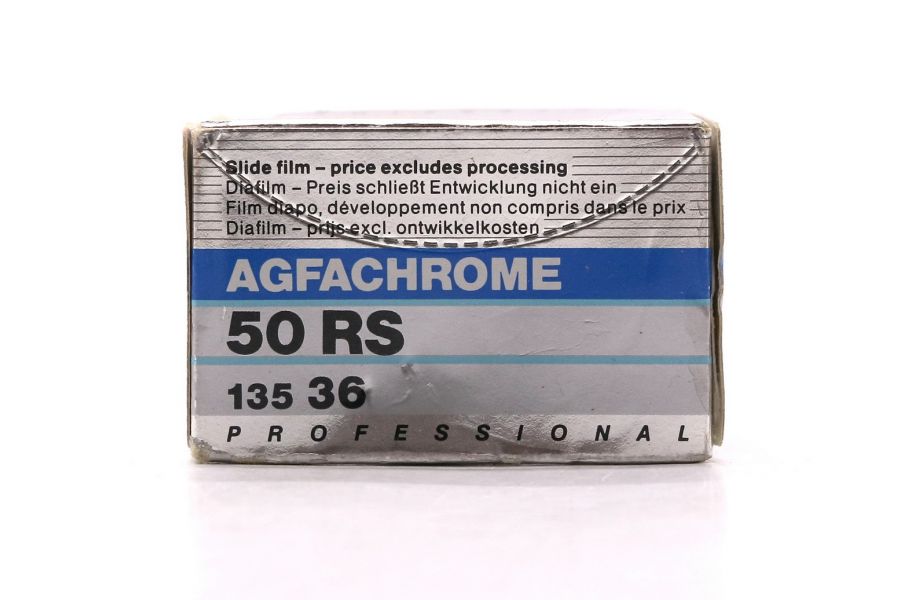 Slide film – price excludes processing
Diafilm – Preis schließt Entwicklung nicht ein
Film diapo, développement non compris dans le prix
Diafilm – prijs excl. ontwikkelkosten
AGFACHROME
50 RS
135 36
PROFESSIONAL